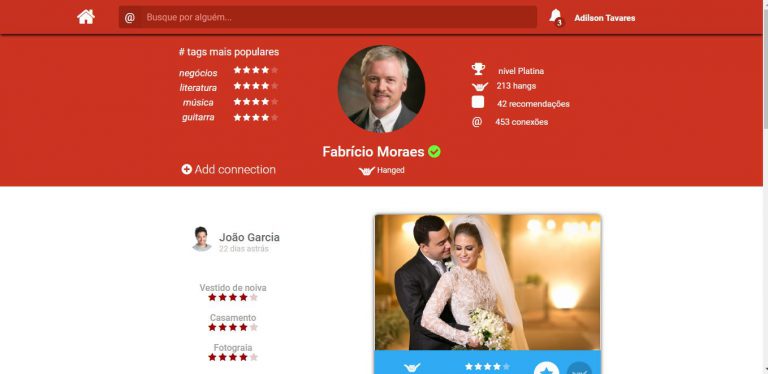 @ Busque por alguém...
3
Adilson Tavares
# tags mais populares
negócios
literatura
música
guitarra
nível Platina
213 hangs
42 recomendações
@ 453 conexões
Fabrício Moraes
Add connection
Hanged
João Garcia
22 dias astrás
Vestido de noiva
Casamento
Fotograia